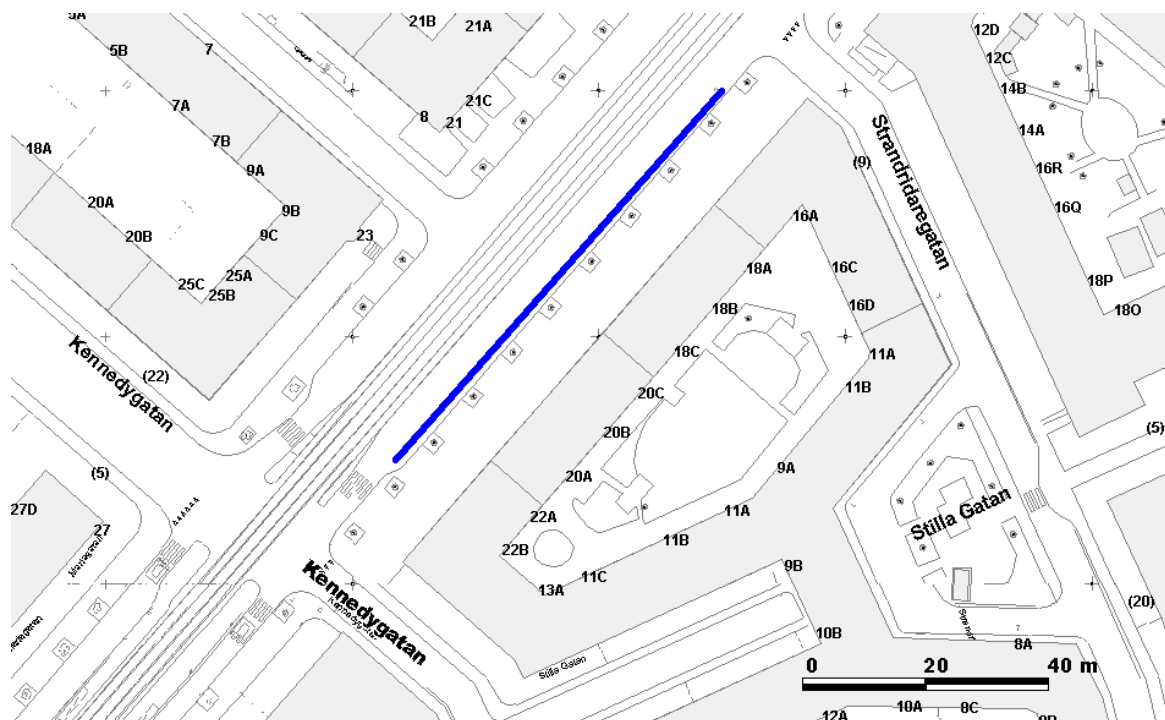 21B
21A
12D
5B
7
12C
14B
7A
21C
8
21
14A
7B
18A
9A
(9)
16R
Strandridaregatan
20A
9B
16Q
16A
20B
9C
23
16C
18A
25A
25C
25B
18P
18B
16D
18O
Kennedygatan
(22)
18C
11A
11B
20C
20B
(5)
(5)
20A
9A
27D
22A
11A
Stilla Gatan
27
22B
11B
13A
11C
9B
Kennedygatan
(20)
10B
8A
Stilla Gatan
0 20 40 m
12A
10A
8C